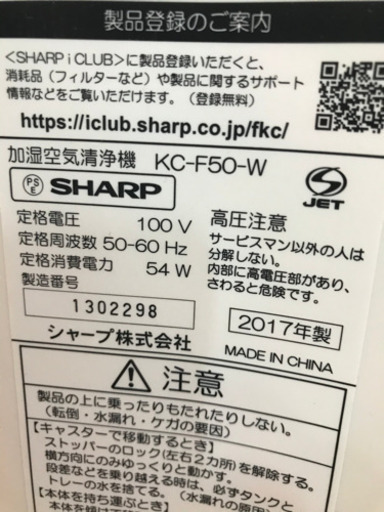 製品登録のご案内
<SHARP i CLUB>に製品登録いただくと、
消耗品(フィルターなど)や製品に関するサポート
情報などをご覧いただけます。(登録無料)
https://iclub.sharp.co.jp/fkc/
加湿空気清浄機 KC-F50-W
PS E SHARP
S JET
定格電圧 100 V
定格周波数 50-60 Hz
定格消費電力 54 W
製造番号
1302298
シャープ株式会社
高圧注意
サービスマン以外の人は
分解しない。
内部に高電圧部があり、
さわると危険です。
2017年製
MADE IN CHINA
注意
製品の上に乗ったりもたれたりしない。
(転倒・水漏れ・ケガの要因)
【キャスターで移動するとき】
ストッパーのロック(左右2カ所)を解除する。
横方向にのみゆっくりと動かす。
段差などを乗り越える時は、必ずタンクと
トレーの水を捨てる。(水漏れの原因)
【本体を持ち運ぶとき】